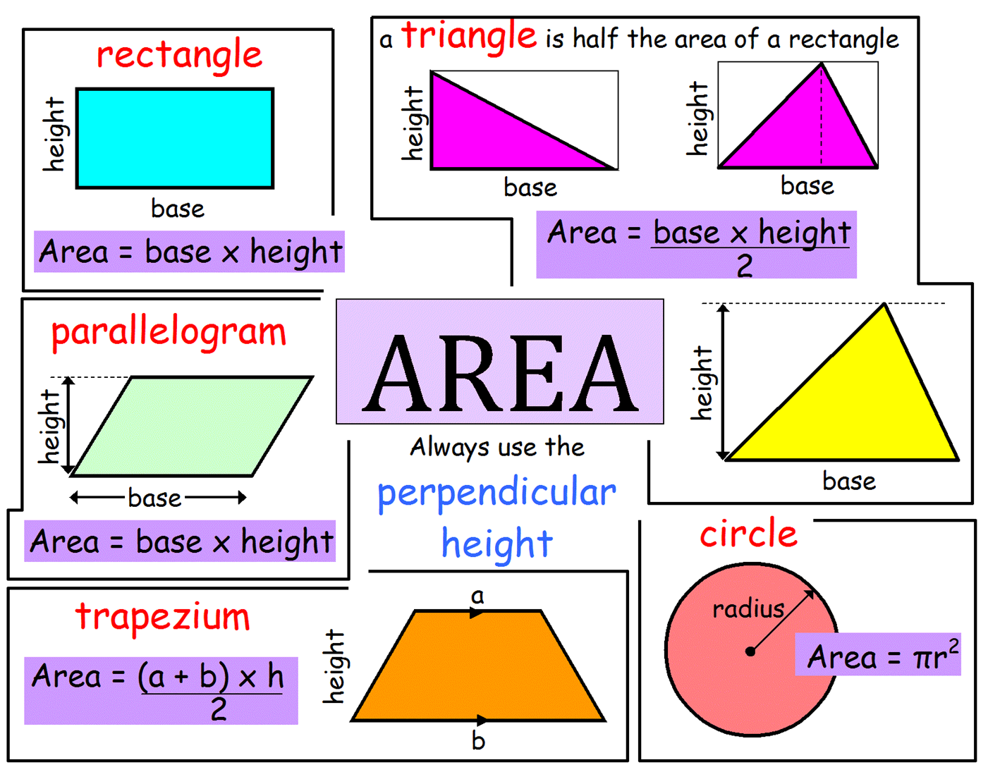 rectangle
height
base
Area = base x height
a triangle is half the area of a rectangle
height
base
height
base
Area = base x height
2
parallelogram
height
base
Area = base x height
AREA
Always use the
perpendicular
height
height
base
trapezium
Area = (a + b) x h
2
a
height
b
circle
radius
Area = πr²